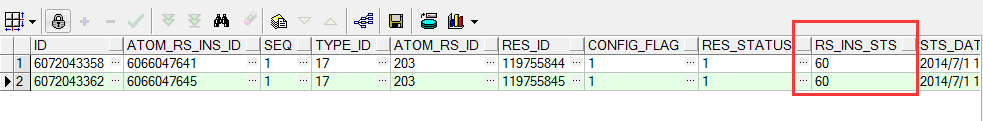 ID ATOM_RS_INS_ID SEQ TYPE_ID ATOM_RS_ID RES_ID CONFIG_FLAG RES_STATUS RS_INS_STS STS_DAT
1 6072043358 ··· 6066047641 ··· 1 ··· 17 ··· 203 ··· 119755844 ··· 1 ··· 1 ··· 60 ··· 2014/7/1 1
2 6072043362 ··· 6066047645 ··· 1 ··· 17 ··· 203 ··· 119755845 ··· 1 ··· 1 ··· 60 ··· 2014/7/1 1